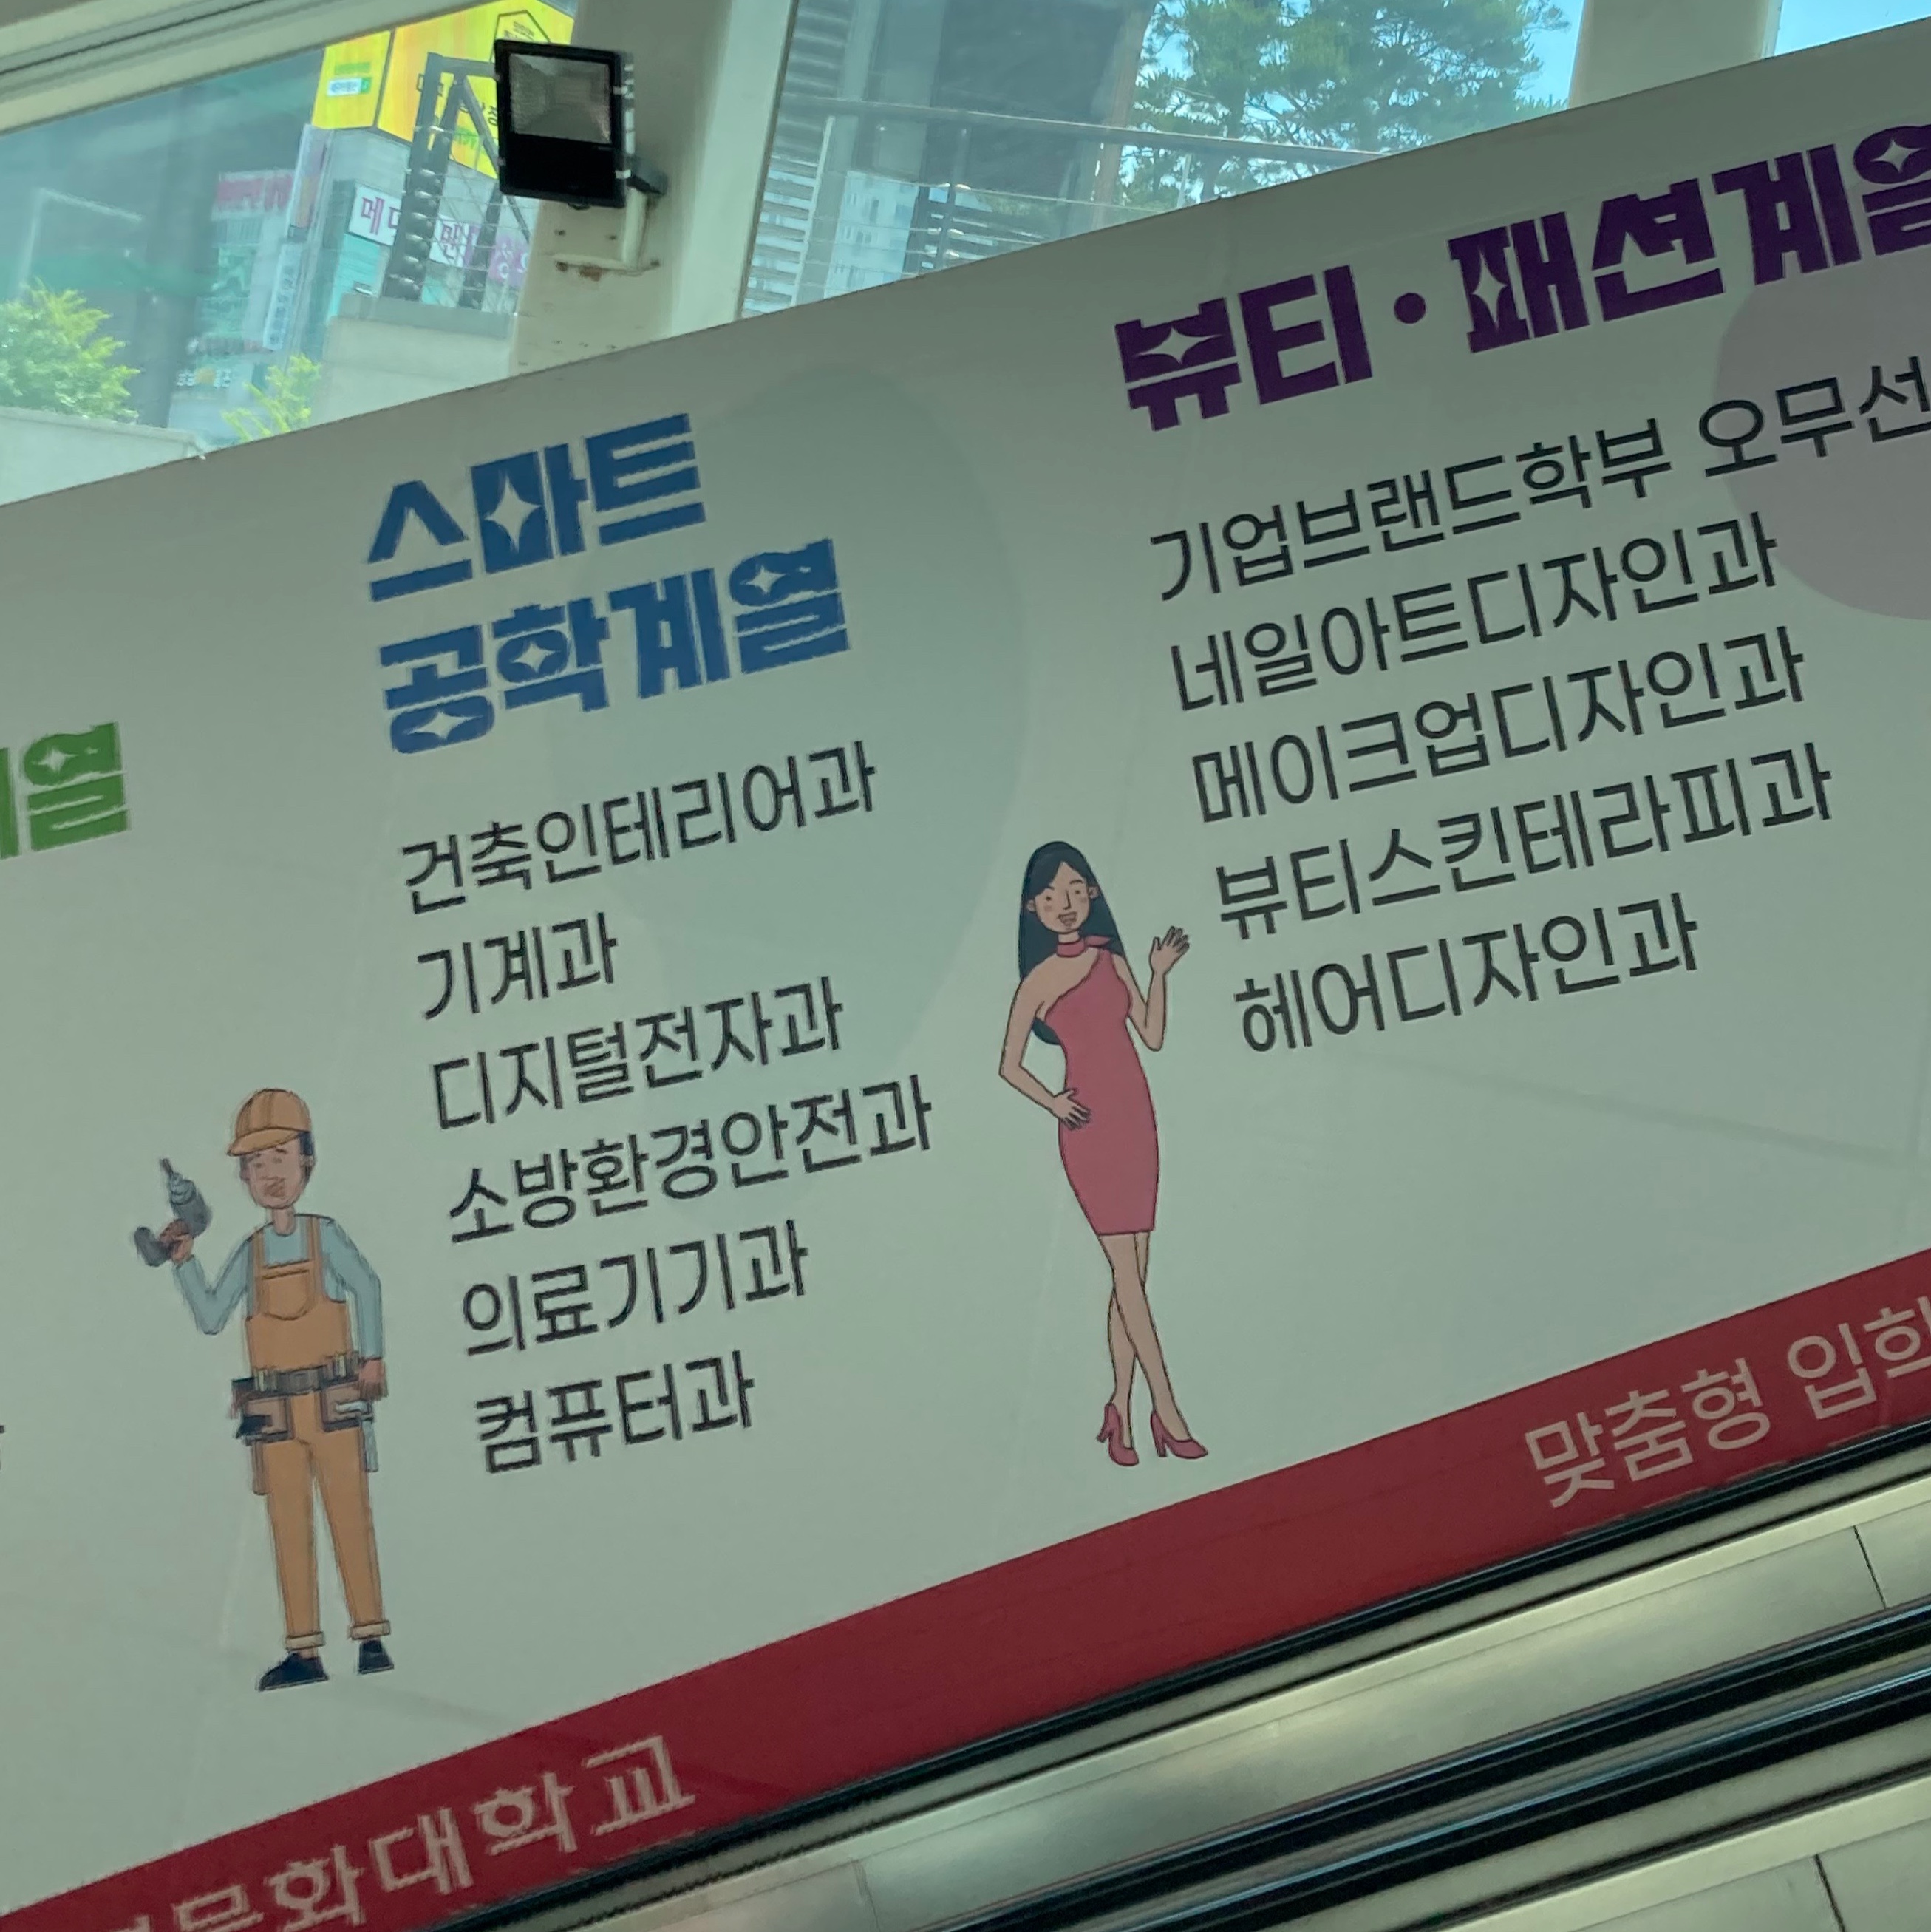 스마트
공학계열
건축인테리어과
기계과
디지털전자과
소방환경안전과
의료기기과
컴퓨터과
뷰티·패션계열
기업브랜드학부 오무선
네일아트디자인과
메이크업디자인과
뷰티스킨테라피과
헤어디자인과
맞춤형
문화대학교